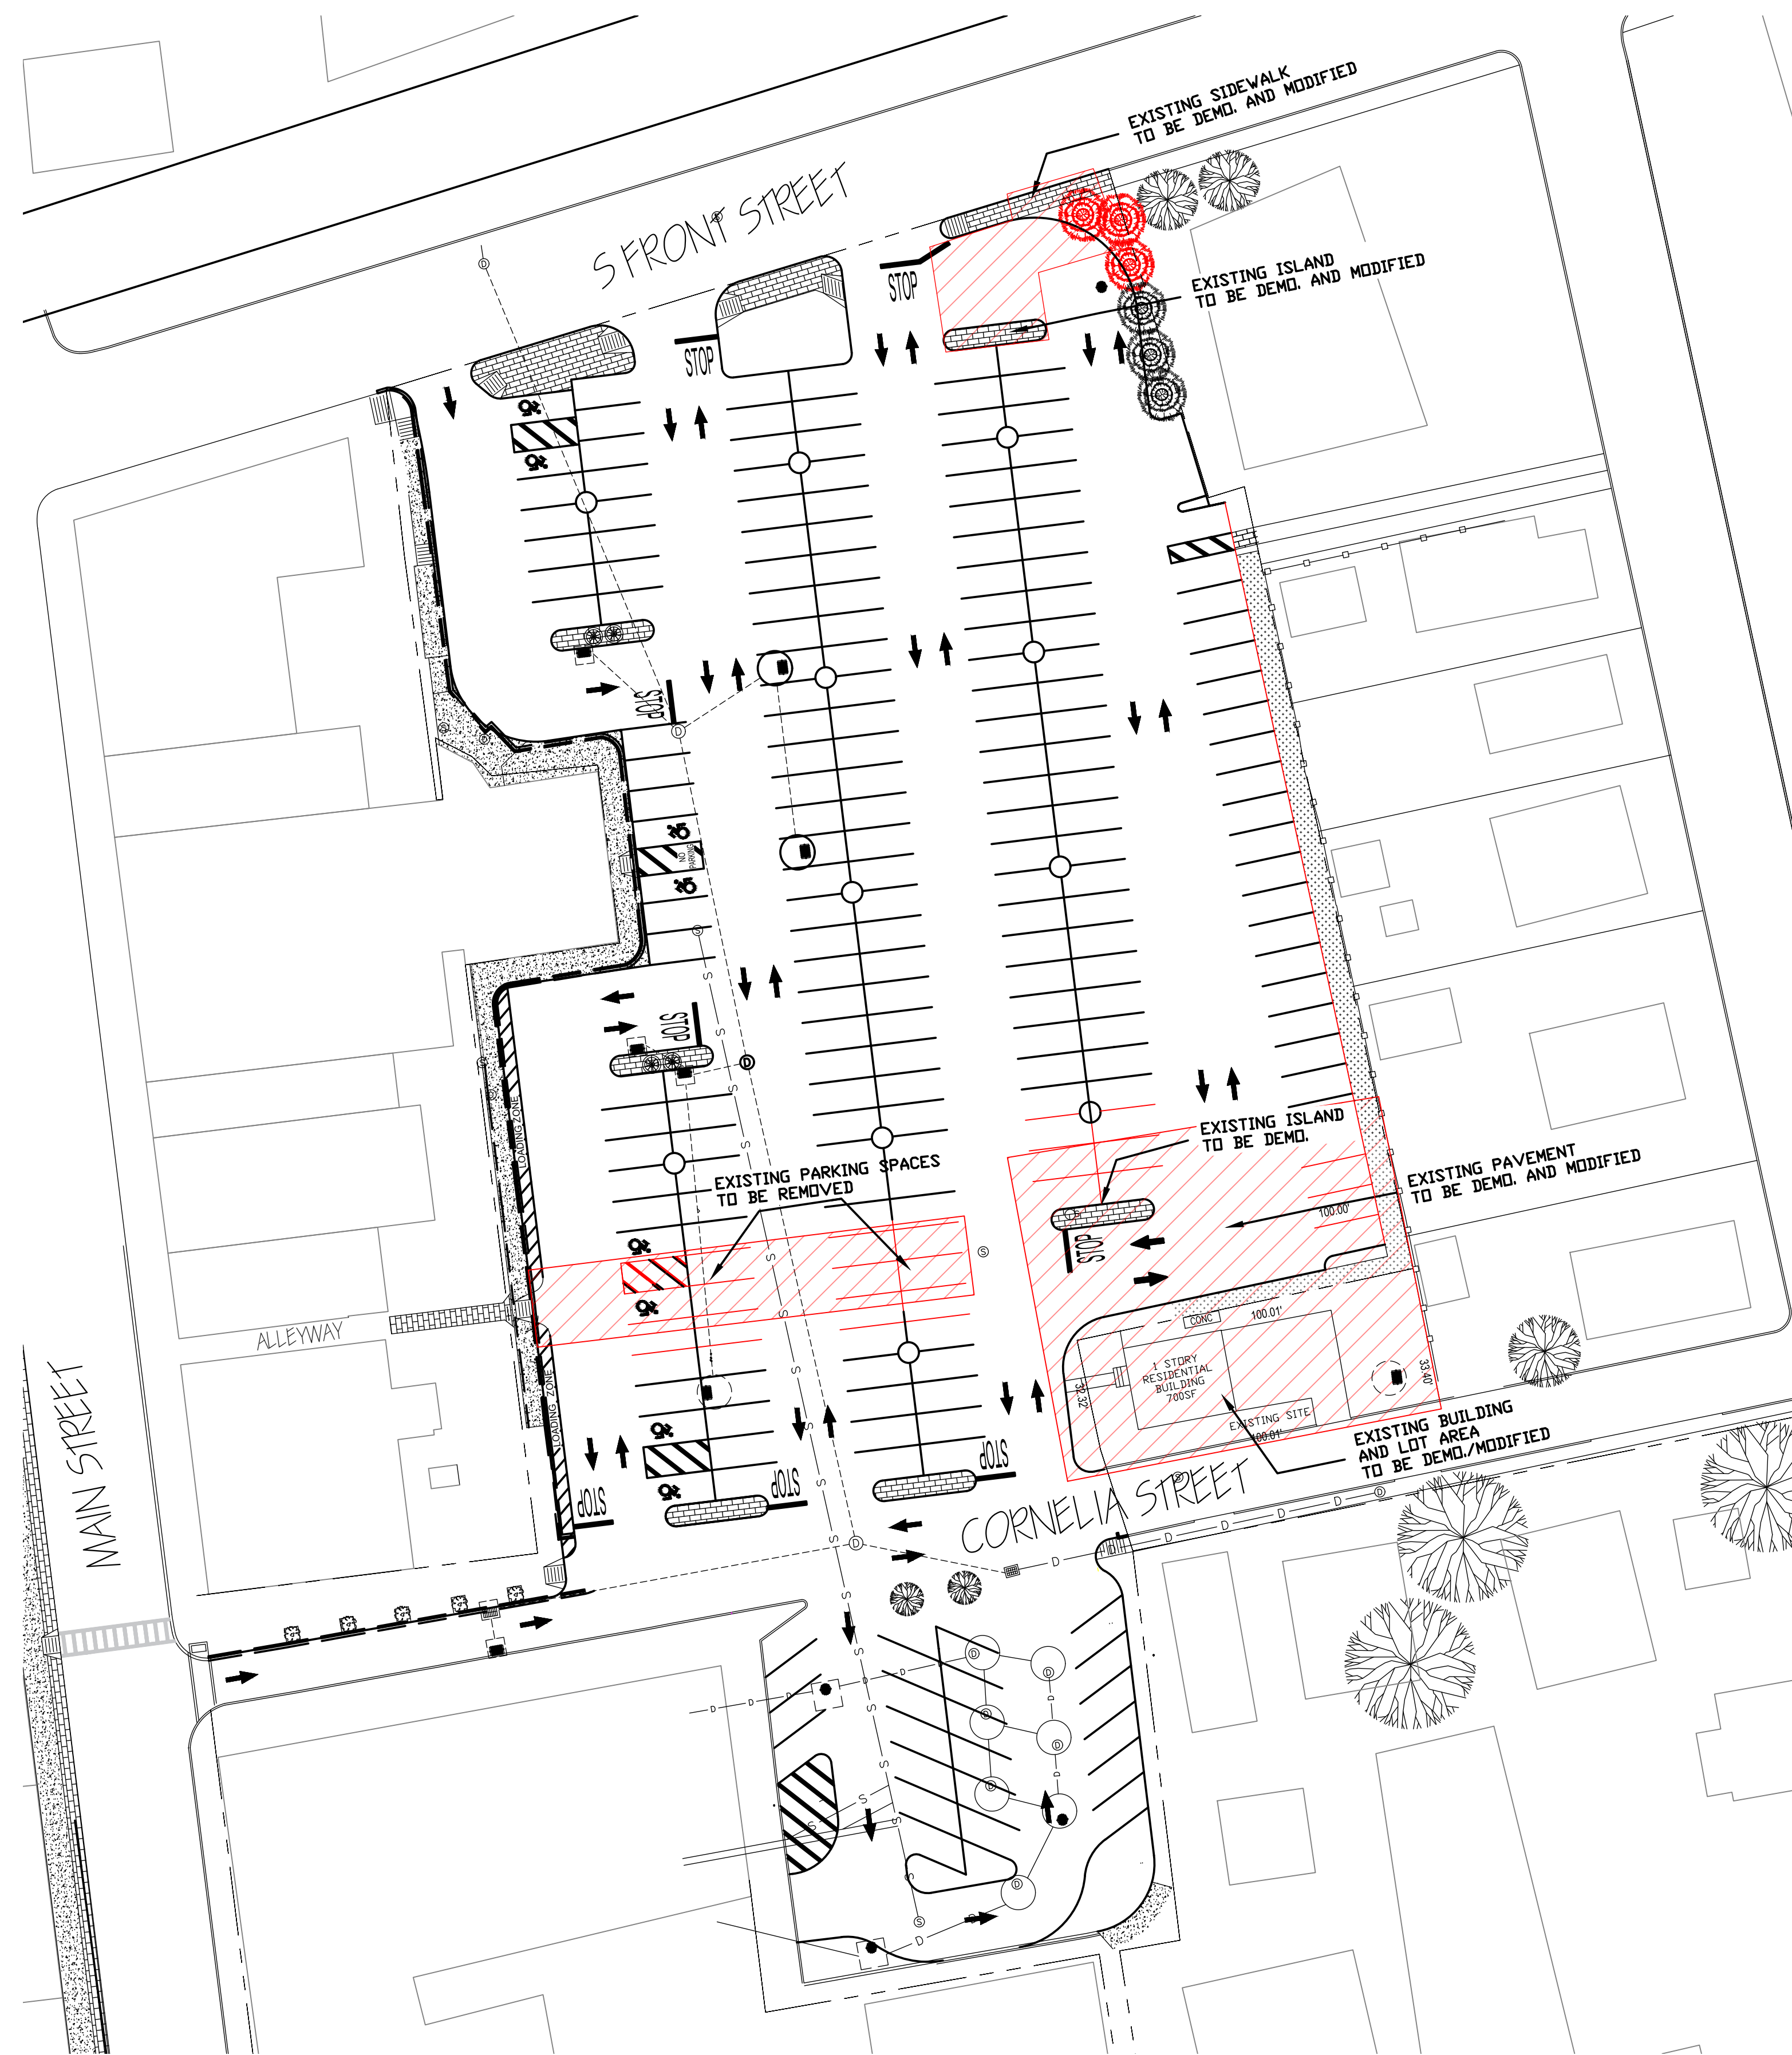 EXISTING SIDEWALK
TO BE DEMO. AND MODIFIED
S FRONT STREET
D
EXISTING ISLAND
TO BE DEMO. AND MODIFIED
STOP
STOP
STOP
D
NO
PARKING
S
S
S
STOP
D
S
S
LOADING ZONE
EXISTING ISLAND
TO BE DEMO.
S
EXISTING PARKING SPACES
TO BE REMOVED
EXISTING PAVEMENT
TO BE DEMO. AND MODIFIED
100.00'
STOP
S
S
S
ALLEYWAY
CONC
100.01'
1 STORY
RESIDENTIAL
BUILDING
700SF
32.32'
33.40'
MAIN STREET
S
LOADING ZONE
EXISTING SITE
100.01'
EXISTING BUILDING
AND LOT AREA
TO BE DEMO./MODIFIED
S
STOP
STOP
STOP
S
CORNELIA STREET
S
D
D
D
D
D
D
S
D
D
S
S
D
D
D
D
D
D
D
S
D
D
D
D
S
D
D
S
S
S
S
D
S
D
D